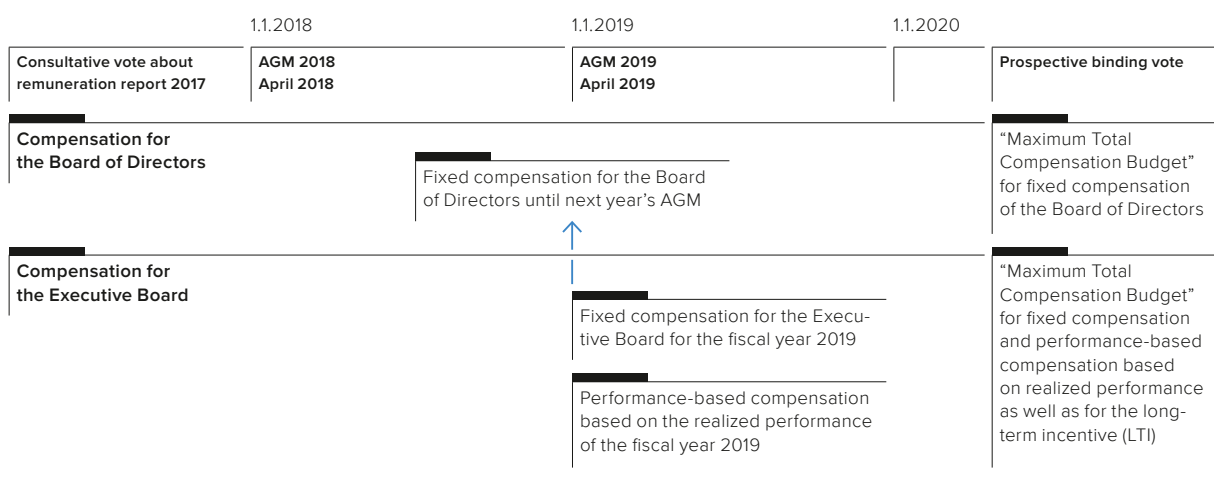 1.1.2018
1.1.2019
1.1.2020
Consultative vote about
remuneration report 2017
AGM 2018
April 2018
AGM 2019
April 2019
Prospective binding vote
Compensation for
the Board of Directors
Fixed compensation for the Board
of Directors until next year’s AGM
“Maximum Total
Compensation Budget”
for fixed compensation
of the Board of Directors
Compensation for
the Executive Board
Fixed compensation for the Execu-
tive Board for the fiscal year 2019
Performance-based compensation
based on the realized performance
of the fiscal year 2019
“Maximum Total
Compensation Budget”
for fixed compensation
and performance-based
compensation based
on realized performance
as well as for the long-
term incentive (LTI)